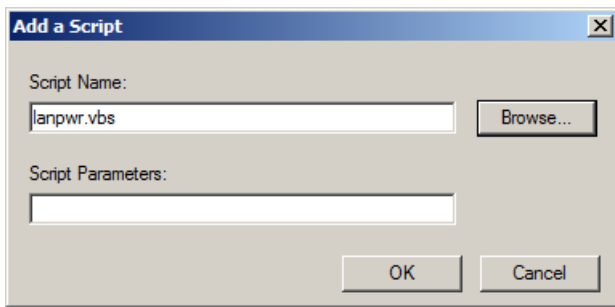 Add a Script
Script Name:
lanpwr.vbs
Browse...
Script Parameters:
OK
Cancel